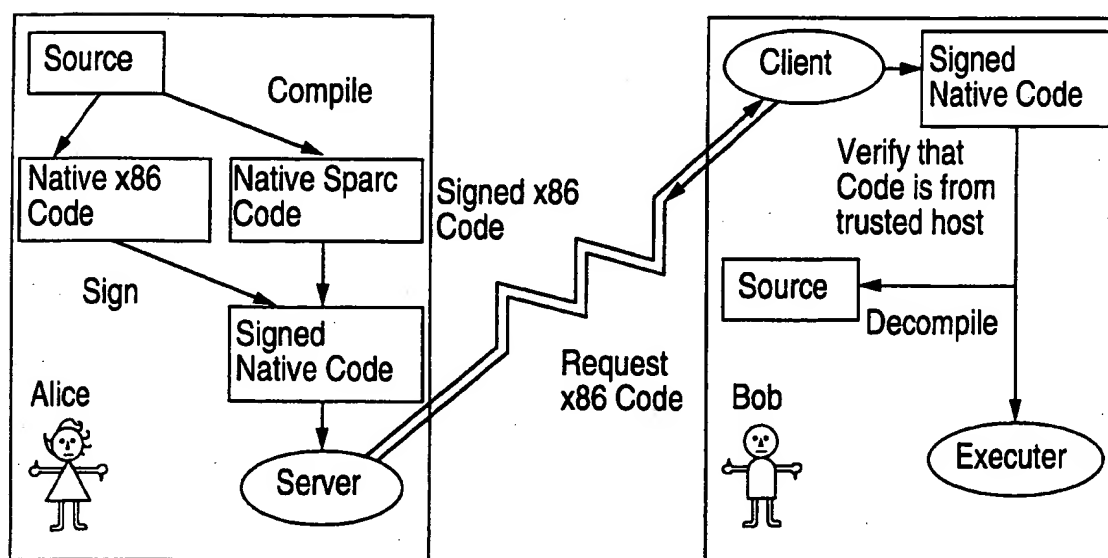 Source
Compile
Native x86
Code
Native Sparc
Code
Sign
Signed
Native Code
Alice
Server
Signed x86
Code
Request
x86 Code
Client
Signed
Native Code
Verify that
Code is from
trusted host
Source
Decompile
Bob
Executer